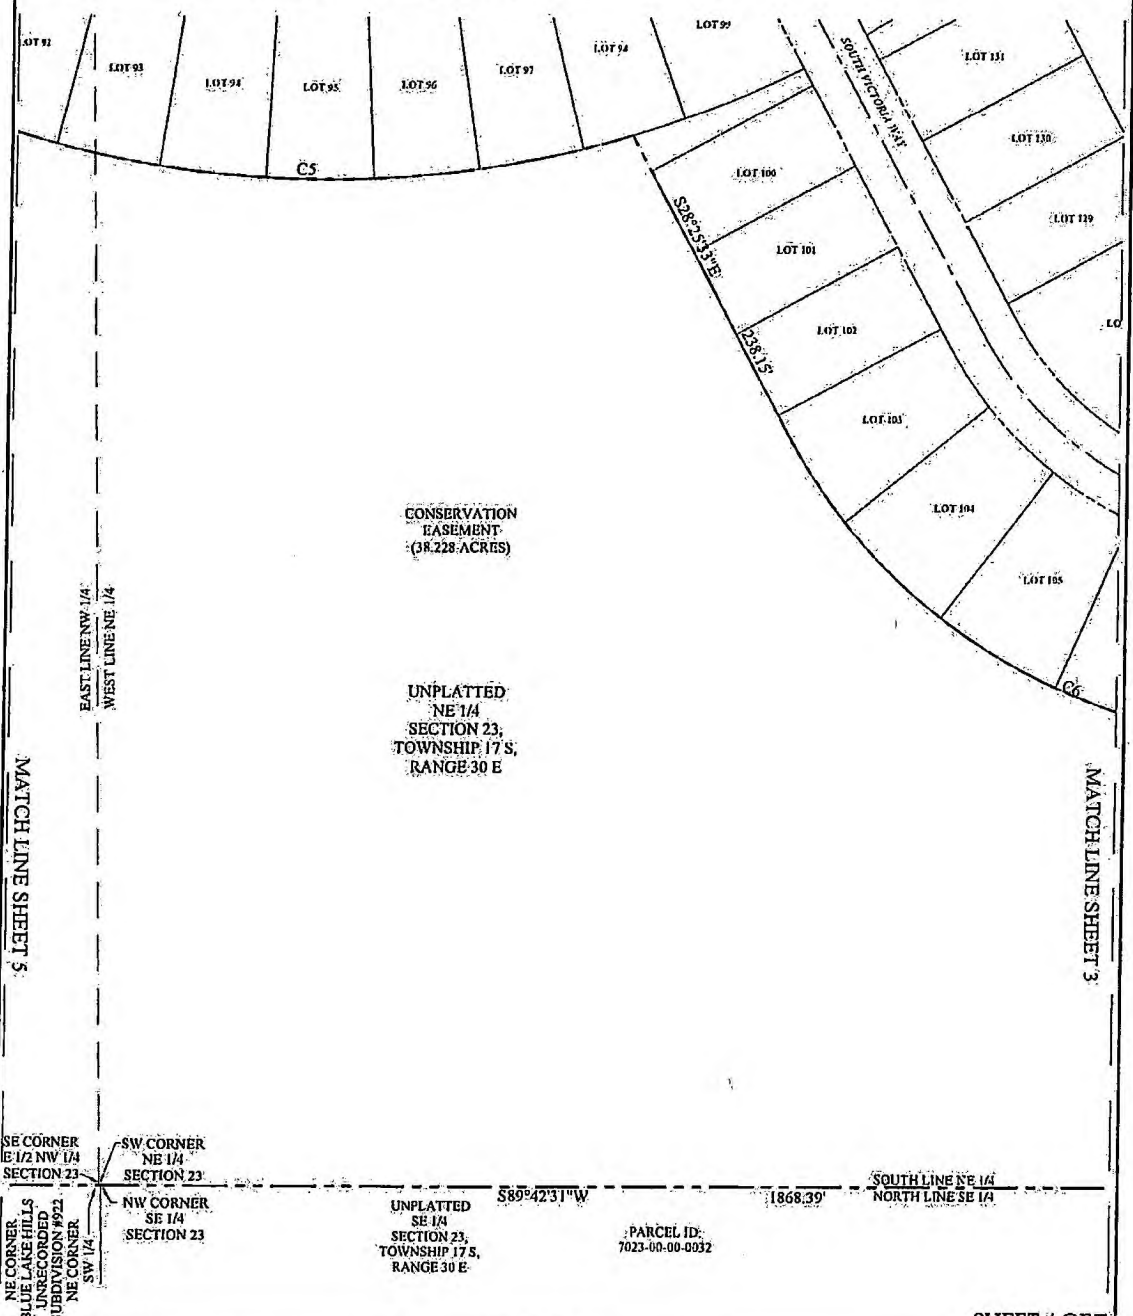 LOT 93
LOT 94
LOT 95
LOT 96
LOT 97
LOT 94
LOT 99
SOUTH VICTORIA WAY
LOT 131
LOT 130
LOT 129
C5
LOT 100
LOT 101
LOT 102
LOT 103
LOT 104
LOT 105
S28°25'33"E
238.15'
C6
CONSERVATION
EASEMENT
(38.228 ACRES)
EAST LINE NW 1/4
WEST LINE NE 1/4
UNPLATTED
NE 1/4
SECTION 23,
TOWNSHIP 17 S,
RANGE 30 E
MATCH LINE SHEET 5
MATCH LINE SHEET 3
SE CORNER
E 1/2 NW 1/4
SECTION 23
SW CORNER
NE 1/4
SECTION 23
NW CORNER
SE 1/4
SECTION 23
NE CORNER
BLUE LAKE HILLS
UNRECORDED
SUBDIVISION #922
NE CORNER
SW 1/4
S89°42'31"W
1868.39'
SOUTH LINE NE 1/4
NORTH LINE SE 1/4
UNPLATTED
SE 1/4
SECTION 23,
TOWNSHIP 17 S,
RANGE 30 E
PARCEL ID:
7023-00-00-0032